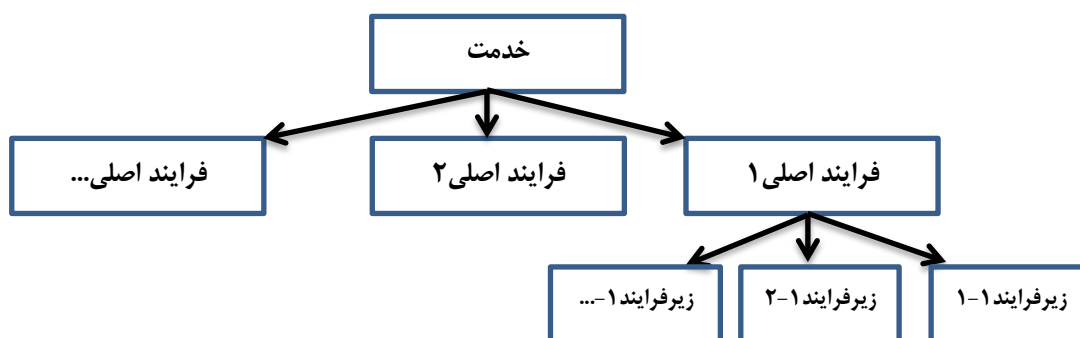 خدمت
فرایند اصلی۱
فرایند اصلی۲
فرایند اصلی...
زیرفرایند۱-۱
زیرفرایند۱-۲
زیرفرایند۱-...